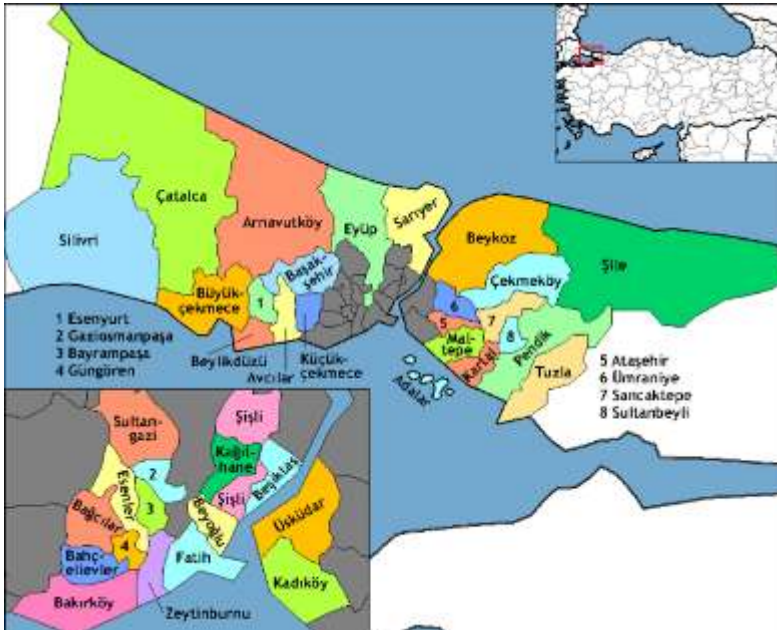 Çatalca
Silivri
Arnavutköy
Eyüp
Sarıyer
Başak-
şehir
Büyük-
çekmece
1
Beylikdüzü
Avcılar
Küçük-
çekmece
1 Esenyurt
2 Gaziosmanpaşa
3 Bayrampaşa
4 Güngören
Beykoz
Şile
Çekmeköy
6
5
7
8
Mal-
tepe
Kartal
Pendik
Tuzla
Adalar
5 Ataşehir
6 Ümraniye
7 Sancaktepe
8 Sultanbeyli
Sultan-
gazi
Şişli
Kağıt-
hane
Beşiktaş
Esenler
2
3
Şişli
Beyoğlu
Bağcılar
4
Üsküdar
Bahç-
elievler
Fatih
Kadıköy
Bakırköy
Zeytinburnu